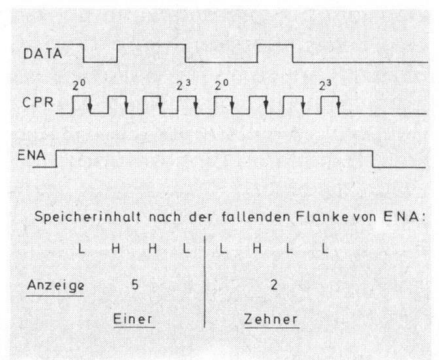 DATA
2⁰ 2³ 2⁰ 2³
CPR
ENA
Speicherinhalt nach der fallenden Flanke von ENA:
L H H L L H L L
Anzeige 5 2
Einer Zehner